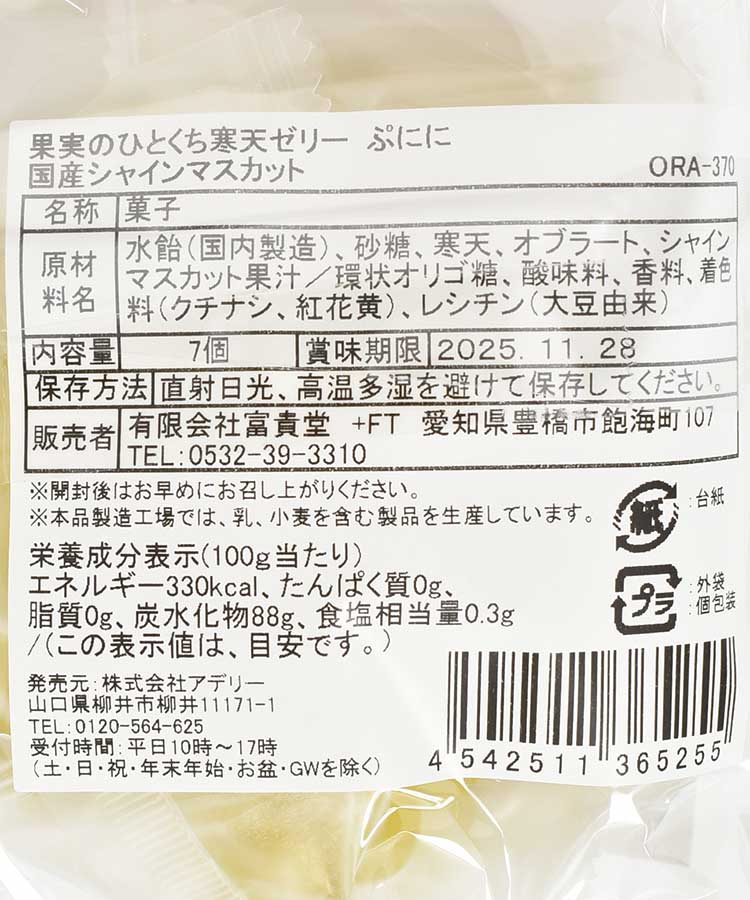 果実のひとくち寒天ゼリー ぷにに
国産シャインマスカット ORA-370
名称 菓子
原材料名 水飴(国内製造)、砂糖、寒天、オブラート、シャイン
マスカット果汁/環状オリゴ糖、酸味料、香料、着色
料(クチナシ、紅花黄)、レシチン(大豆由来)
内容量 7個 賞味期限 2025.11.28
保存方法 直射日光、高温多湿を避けて保存してください。
販売者 有限会社富貴堂 +FT 愛知県豊橋市飽海町107
TEL:0532-39-3310
※開封後はお早めにお召し上がりください。
※本品製造工場では、乳、小麦を含む製品を生産しています。
紙 :台紙
栄養成分表示(100g当たり)
エネルギー330kcal、たんぱく質0g、
脂質0g、炭水化物88g、食塩相当量0.3g
/(この表示値は、目安です。)
プラ :外袋
:個包装
発売元:株式会社アデリー
山口県柳井市柳井11171-1
TEL:0120-564-625
受付時間:平日10時~17時
(土・日・祝・年末年始・お盆・GWを除く)
4 542511 365255